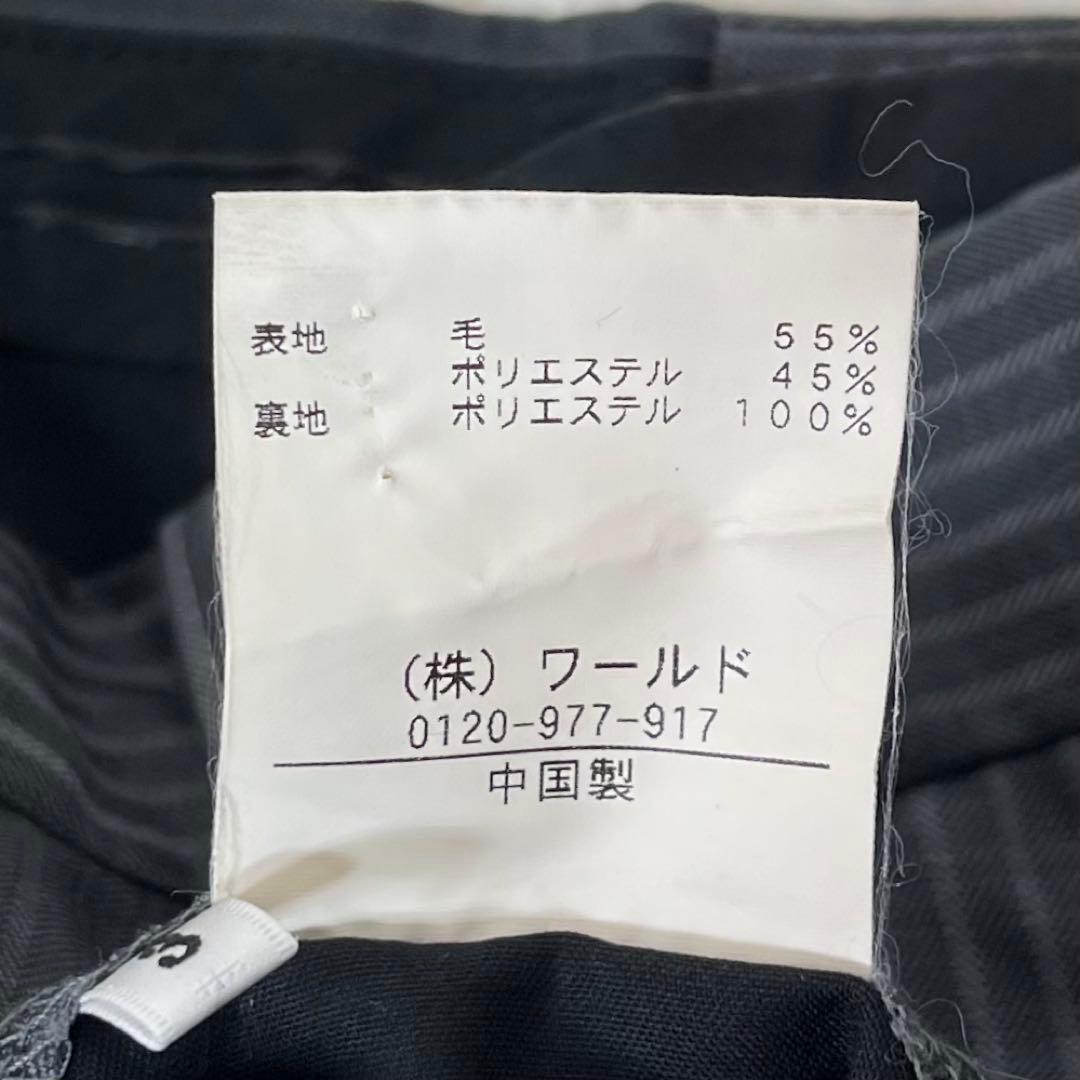 表地 毛 55%
ポリエステル 45%
裏地 ポリエステル 100%
(株) ワールド
0120-977-917
中国製